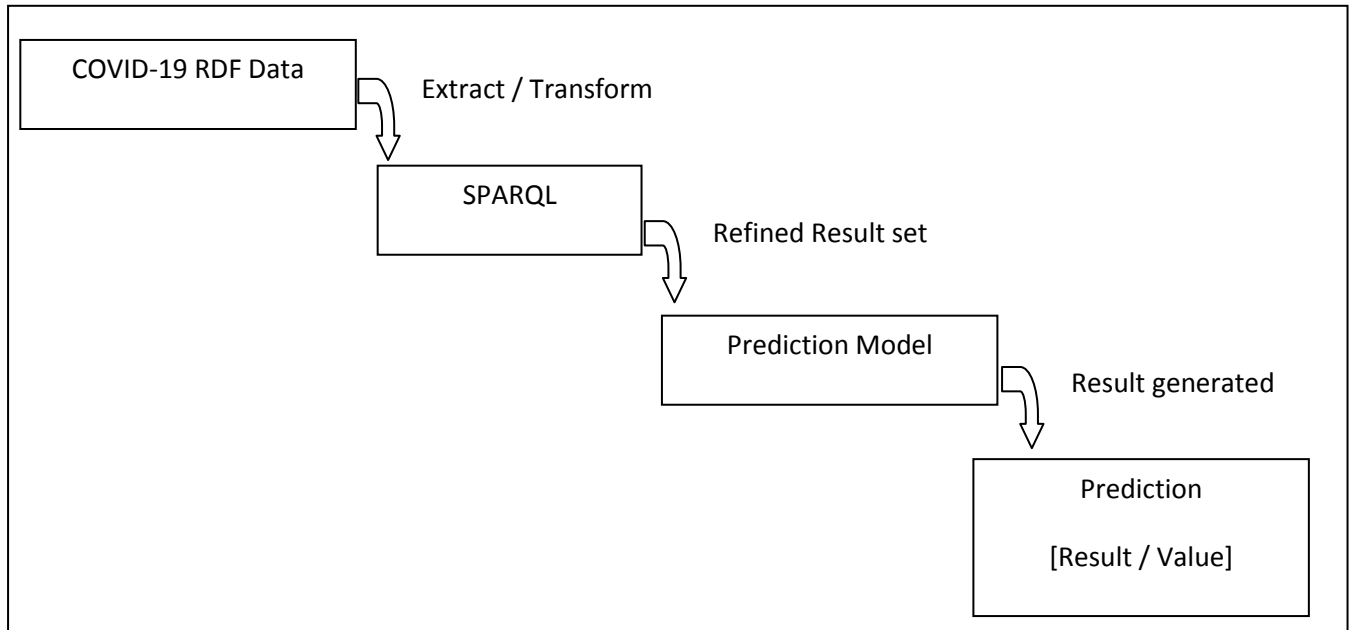 COVID-19 RDF Data
Extract / Transform
SPARQL
Refined Result set
Prediction Model
Result generated
Prediction
[Result / Value]